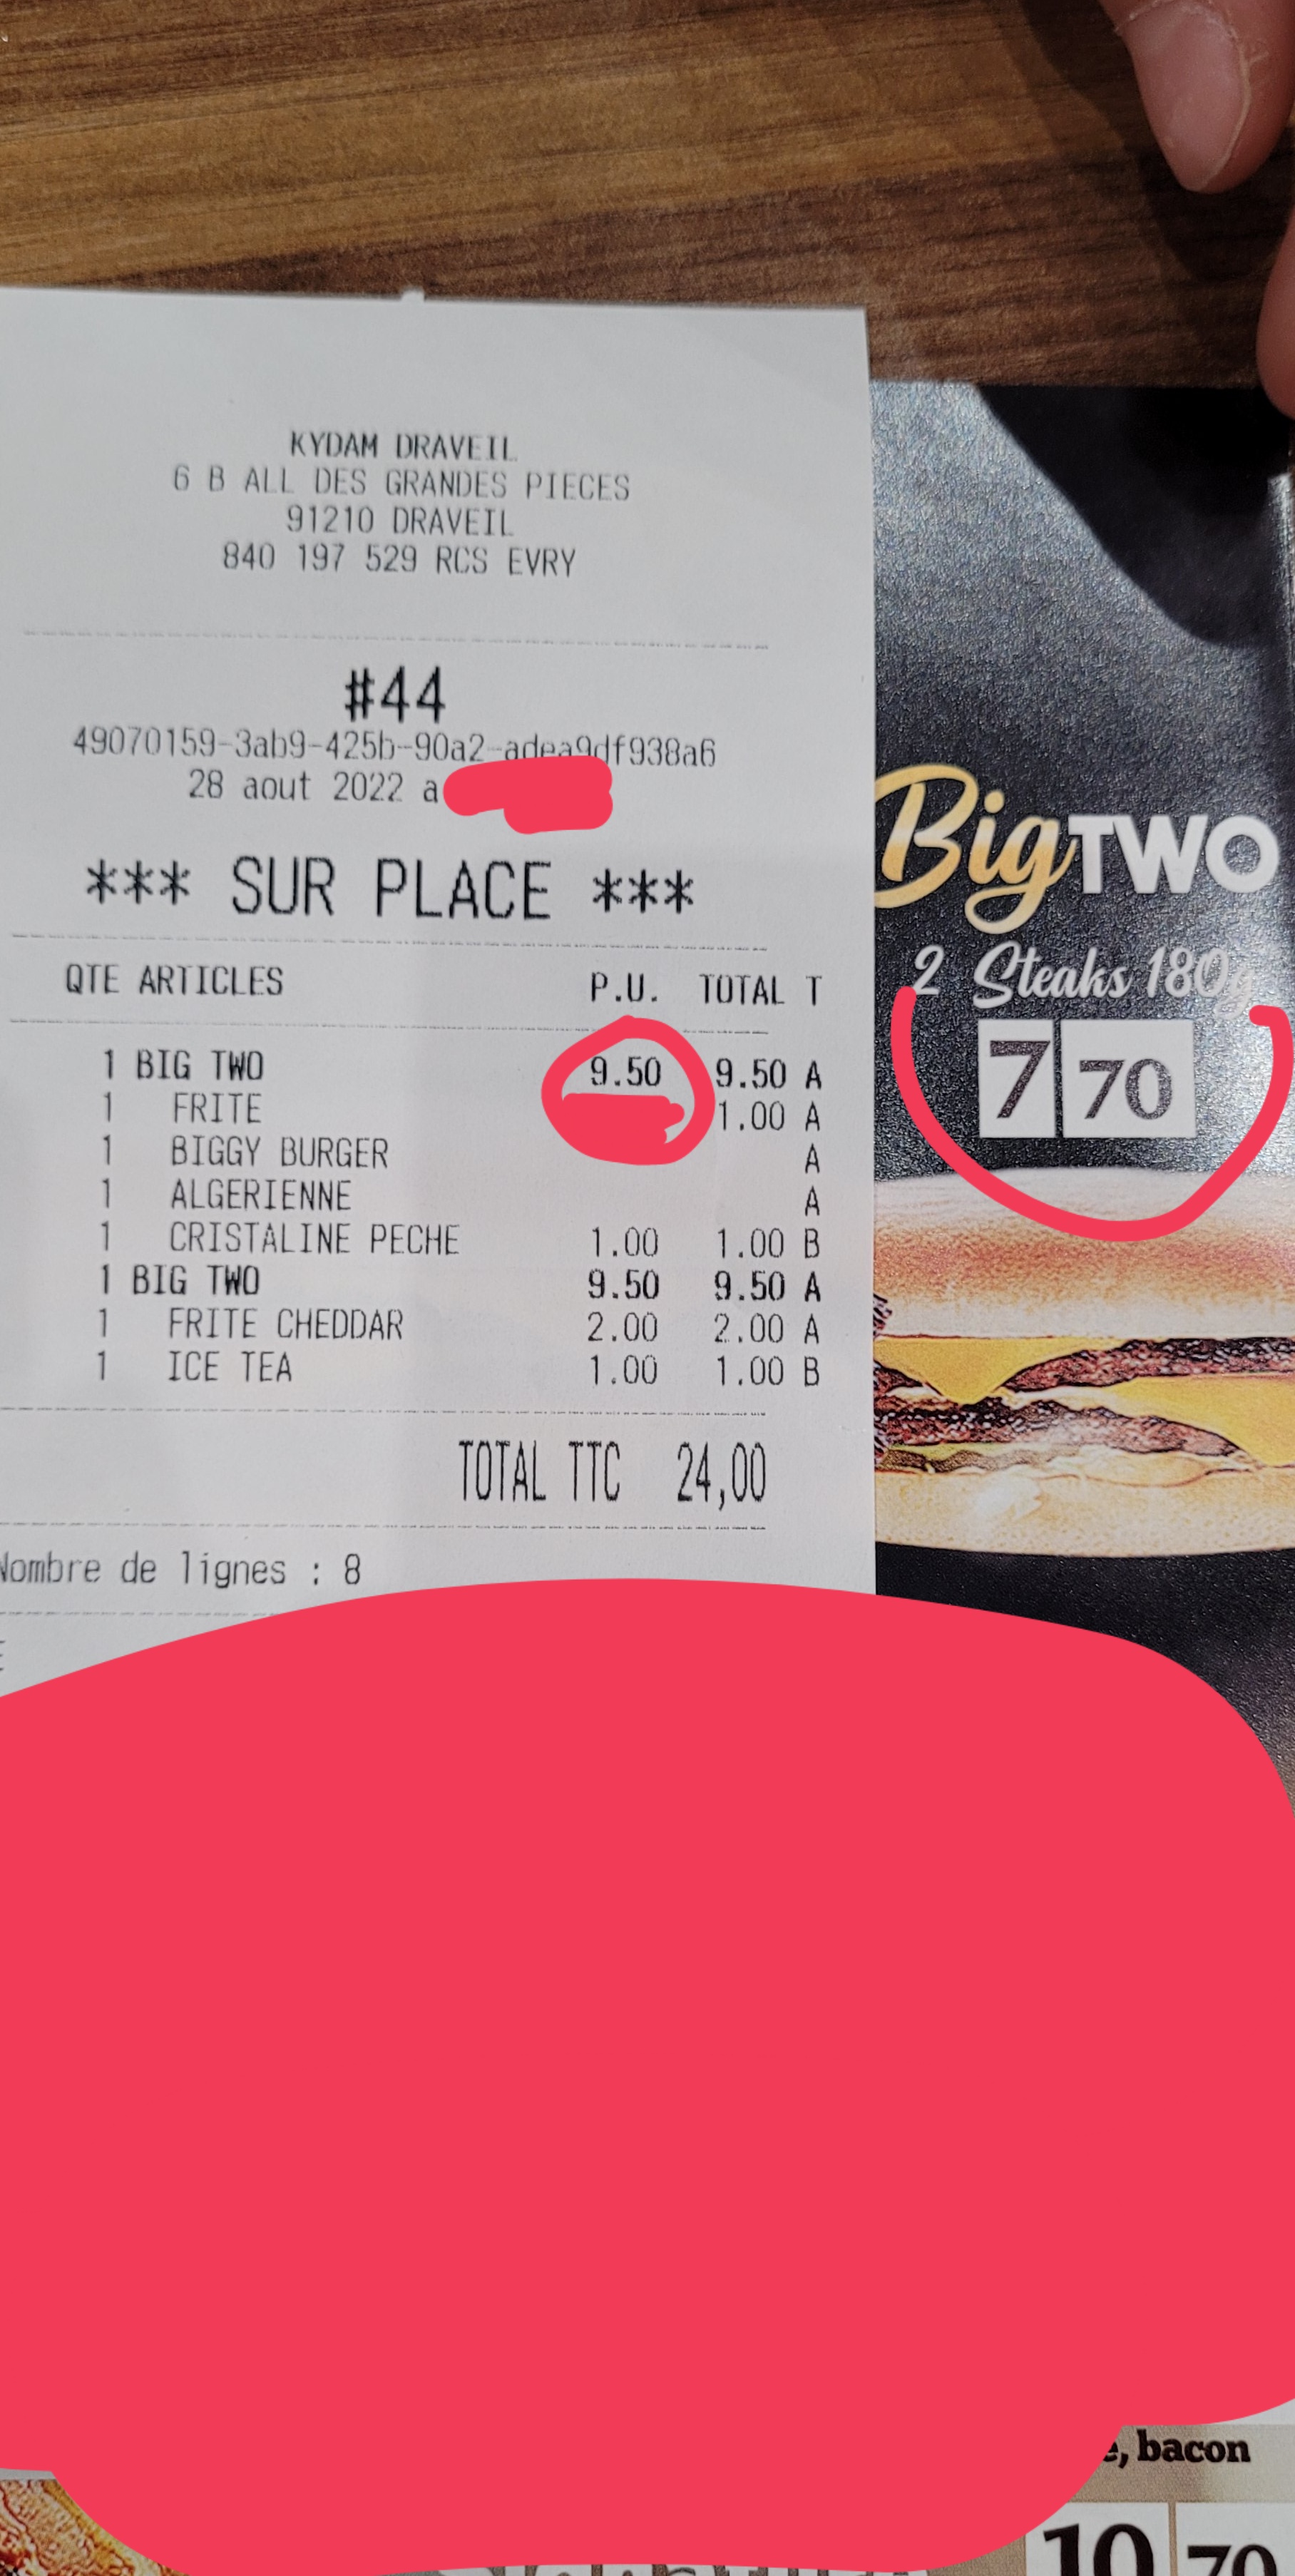 KYDAM DRAVEIL
6 B ALL DES GRANDES PIECES
91210 DRAVEIL
840 197 529 RCS EVRY
#44
49070159-3ab9-425b-90a2-adea9df938a6
28 aout 2022 a
*** SUR PLACE ***
QTE ARTICLES P.U. TOTAL T
1 BIG TWO 9.50 9.50 A
1 FRITE 1.00 A
1 BIGGY BURGER A
1 ALGERIENNE A
1 CRISTALINE PECHE 1.00 1.00 B
1 BIG TWO 9.50 9.50 A
1 FRITE CHEDDAR 2.00 2.00 A
1 ICE TEA 1.00 1.00 B
TOTAL TTC 24,00
Nombre de lignes : 8
BigTWO
2 Steaks 180g
7 70
, bacon
10 70